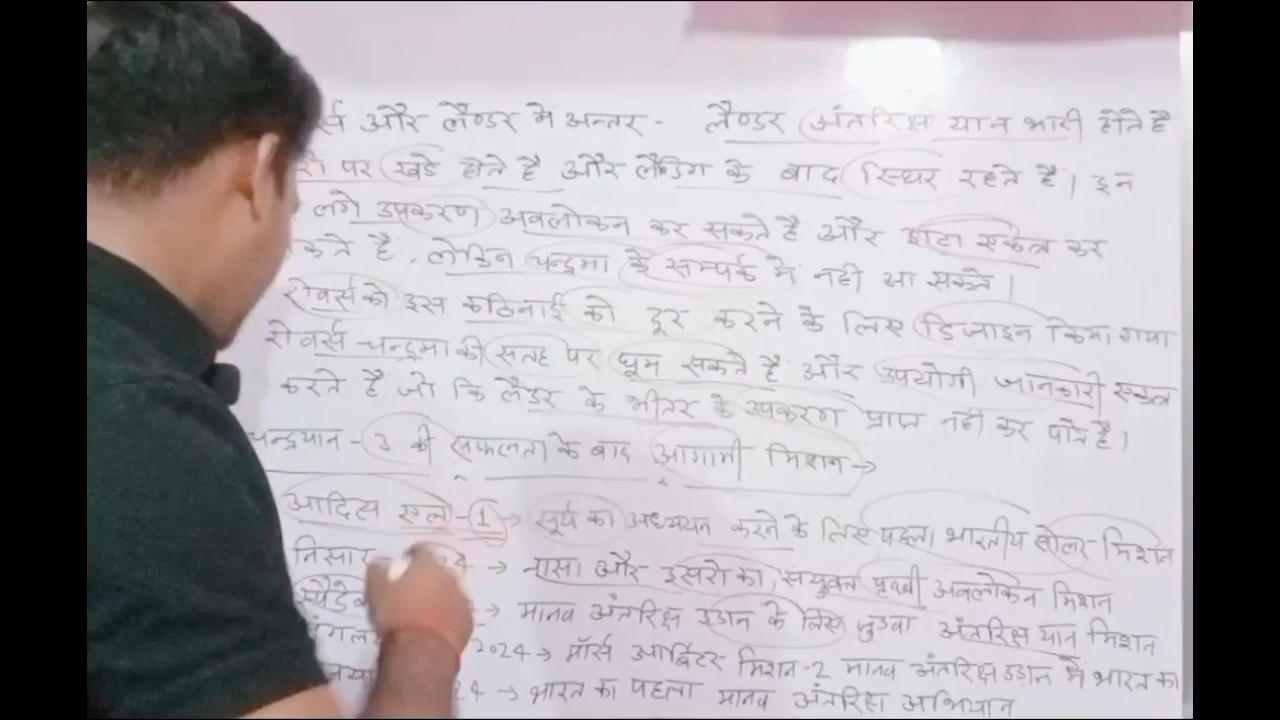 और लैण्डर में अन्तर - लैण्डर अंतरिक्ष यान भारी होते है
पर खडे होते है और लैंडिग के बाद स्थिर रहते है। इन
लगे उपकरण अवलोकन कर सकते है और डाटा एकत्र कर
है. लेकिन चन्द्रमा के सम्पर्क मे नही आ सकते।
रोवर्स को इस कठिनाई को दूर करने के लिए डिजाइन किया गया
रोवर्स चन्द्रमा की सतह पर घूम सकते है और उपयोगी जानकारी एकत्र
करते है जो कि लैंडर के भीतर के उपकरण प्राप्त नही कर पाते है।
चन्द्रयान - 3 की सफलता के बाद आगामी मिशन →
आदित्य एल - 1 → सूर्य का अध्ययन करने के लिए पहला भारतीय सोलर मिशन
निसार - → नासा और इसरो का सयुक्त पृथ्वी अवलोकन मिशन
स्पैडेक्स → मानव अंतरिक्ष उडान के लिए जुडवा अंतरिक्ष यान मिशन
2024 → मॉर्स आर्बिटर मिशन - 2 मानव अंतरिक्ष उडान मे भारत का
→ भारत का पहला मानव अंतरिक्ष अभियान